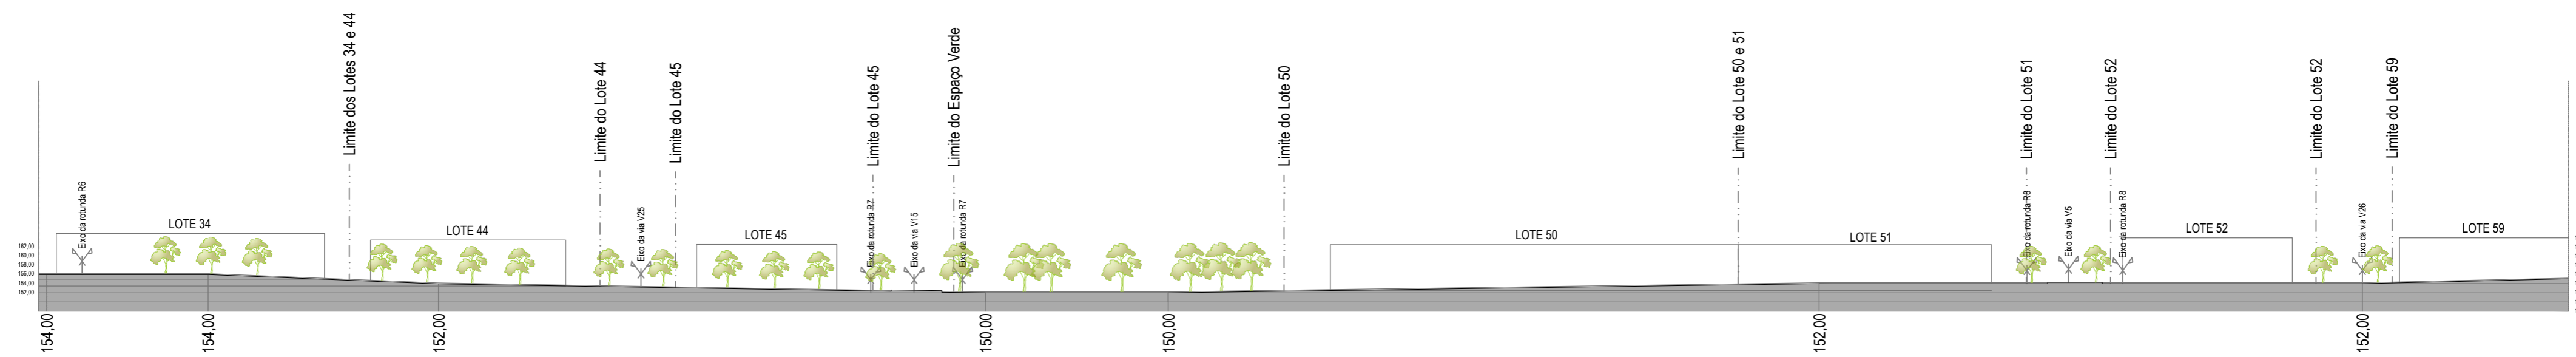 Limite dos Lotes 34 e 44
Limite do Lote 44
Limite do Lote 45
Limite do Lote 45
Limite do Espaço Verde
Limite do Lote 50
Limite do Lote 50 e 51
Limite do Lote 51
Limite do Lote 52
Limite do Lote 52
Limite do Lote 59
Eixo da rotunda R6
LOTE 34
LOTE 44
Eixo da via V25
LOTE 45
Eixo da rotunda R7
Eixo da via V15
Eixo da rotunda R7
LOTE 50
LOTE 51
Eixo da rotunda R8
Eixo da via V5
Eixo da rotunda R8
LOTE 52
Eixo da via V26
LOTE 59
162,00
160,00
158,00
156,00
154,00
152,00
154,00
154,00
152,00
150,00
150,00
152,00
152,00